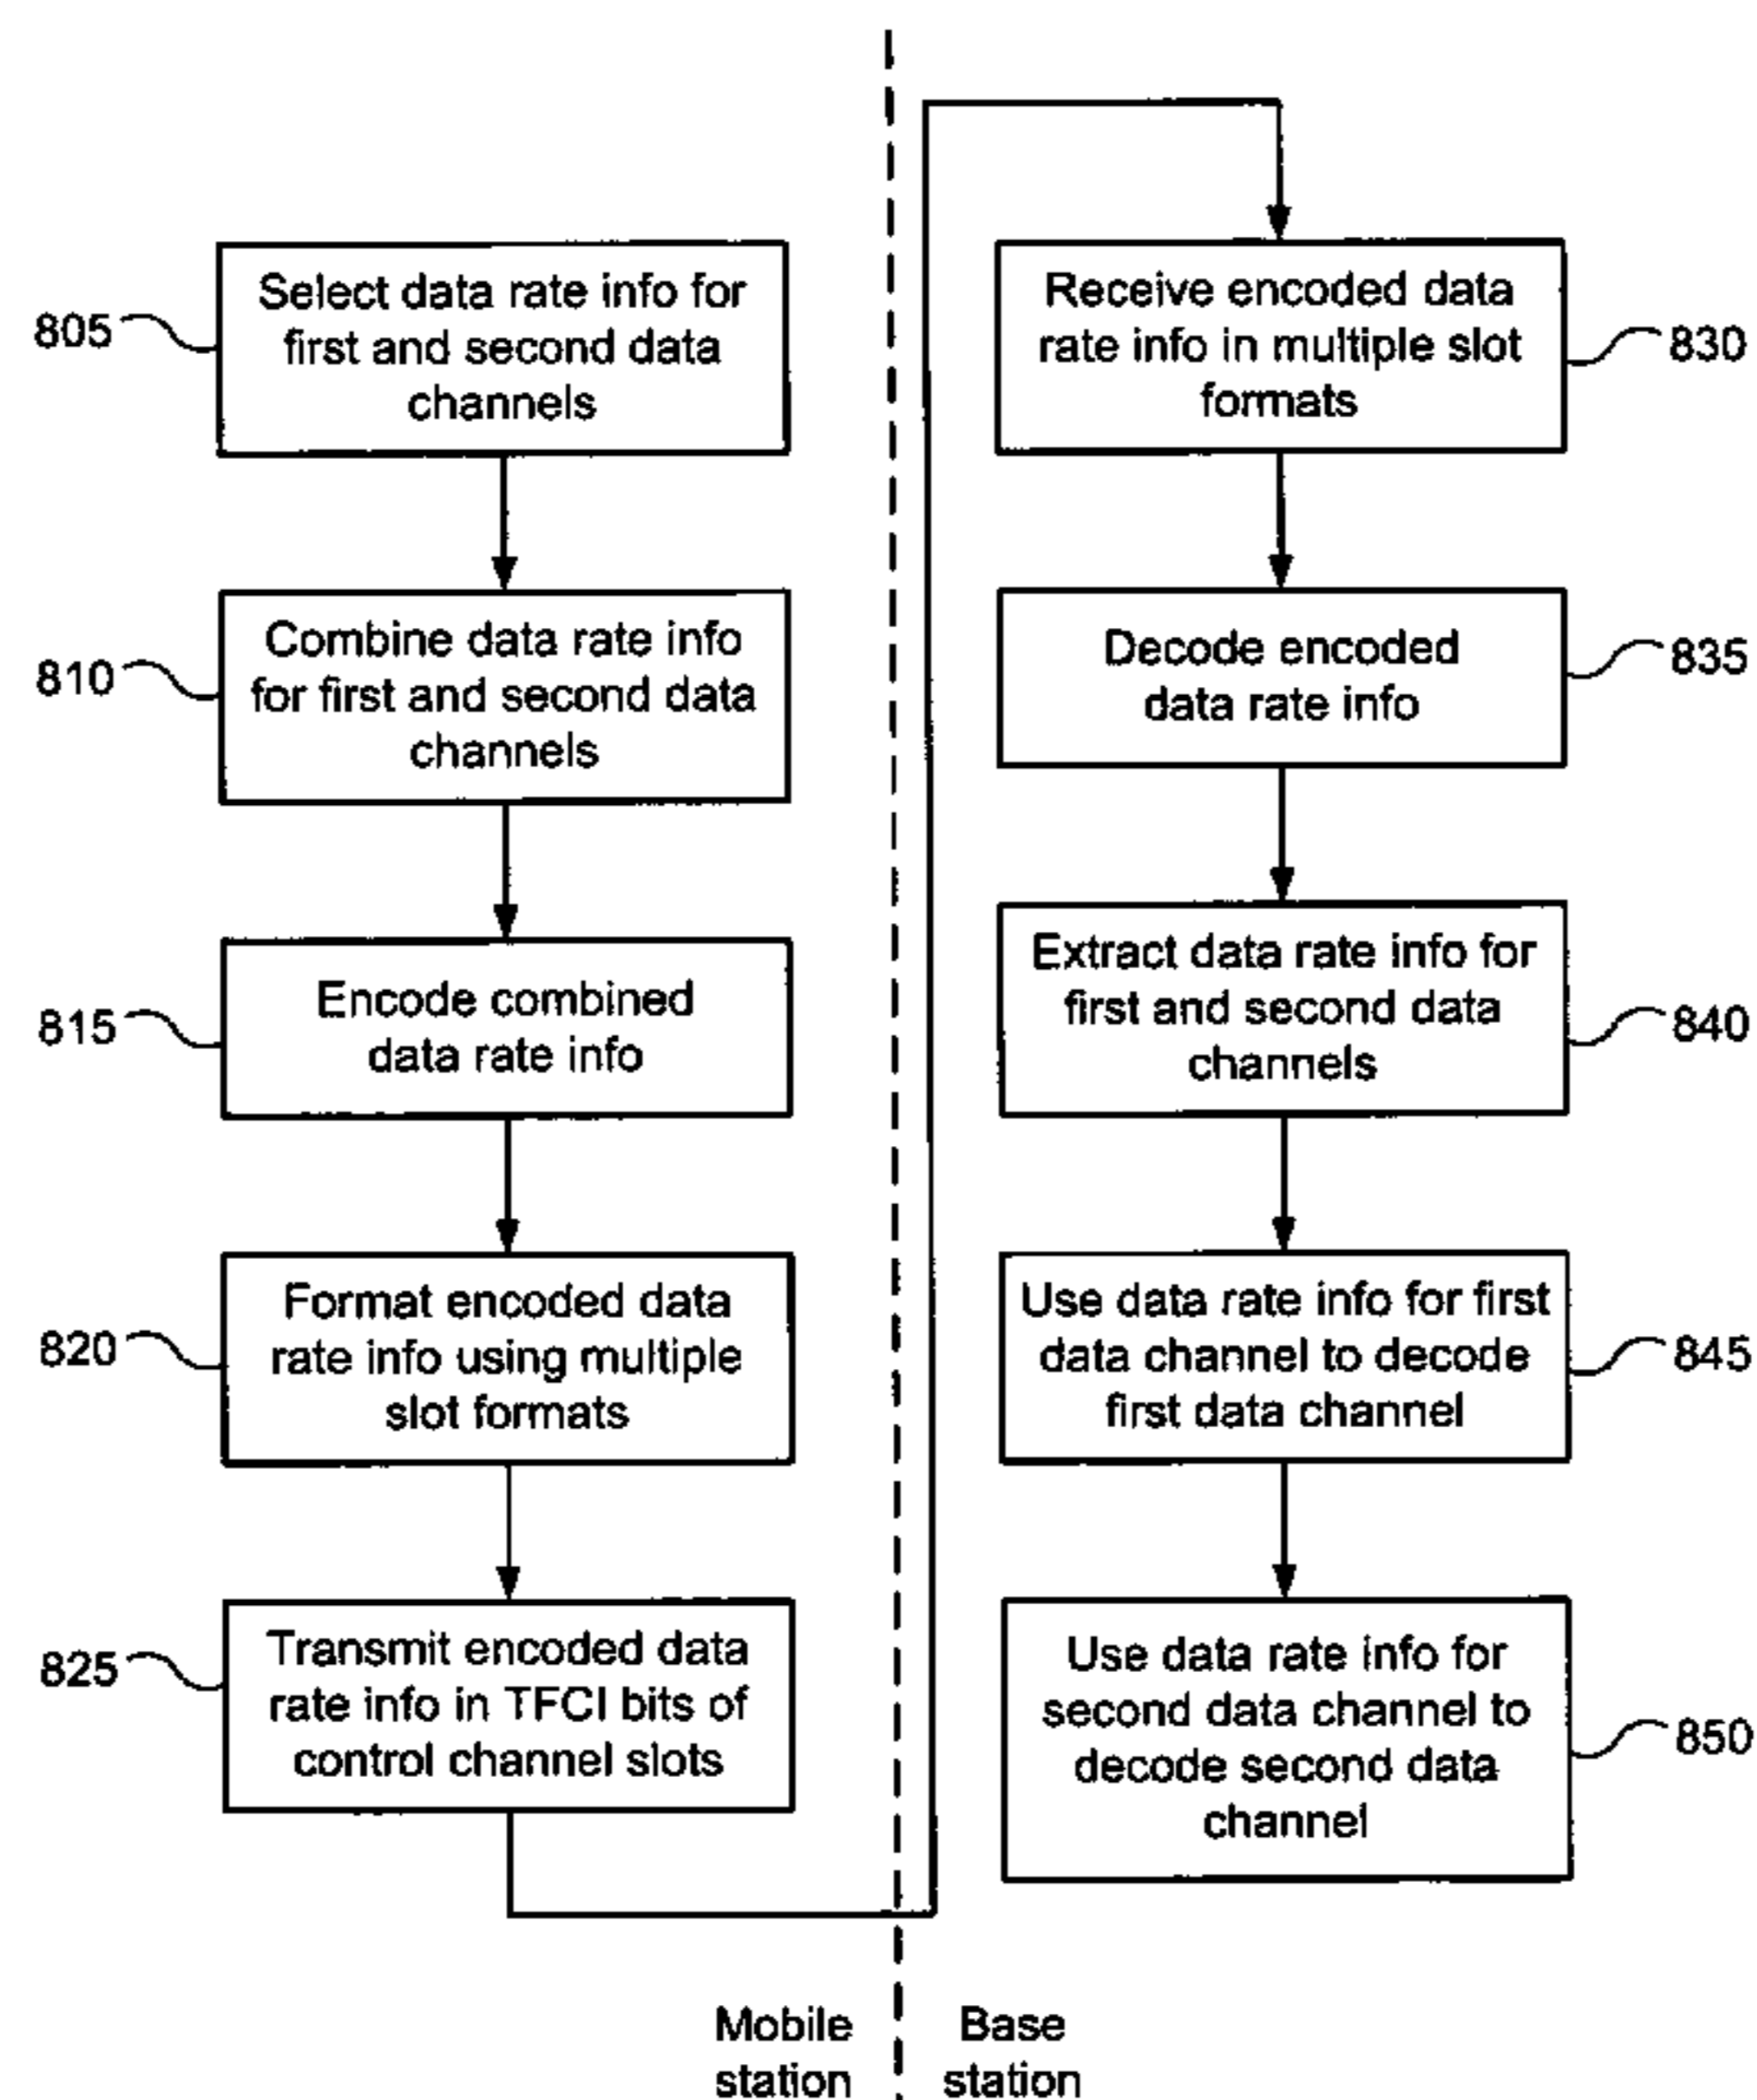 805
Select data rate info for
first and second data
channels
810
Combine data rate info
for first and second data
channels
815
Encode combined
data rate info
820
Format encoded data
rate info using multiple
slot formats
825
Transmit encoded data
rate info in TFCI bits of
control channel slots
Receive encoded data
rate info in multiple slot
formats
830
Decode encoded
data rate info
835
Extract data rate info for
first and second data
channels
840
Use data rate info for first
data channel to decode
first data channel
845
Use data rate info for
second data channel to
decode second data
channel
850
Mobile
station
Base
station